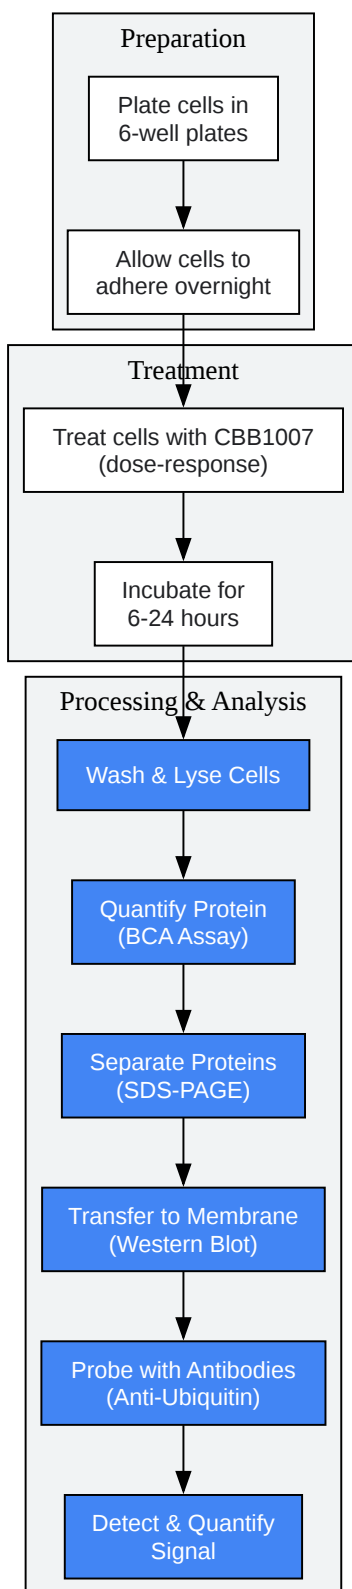 Preparation
Plate cells in
6-well plates
Allow cells to
adhere overnight
Treatment
Treat cells with CBB1007
(dose-response)
Incubate for
6-24 hours
Processing & Analysis
Wash & Lyse Cells
Quantify Protein
(BCA Assay)
Separate Proteins
(SDS-PAGE)
Transfer to Membrane
(Western Blot)
Probe with Antibodies
(Anti-Ubiquitin)
Detect & Quantify
Signal